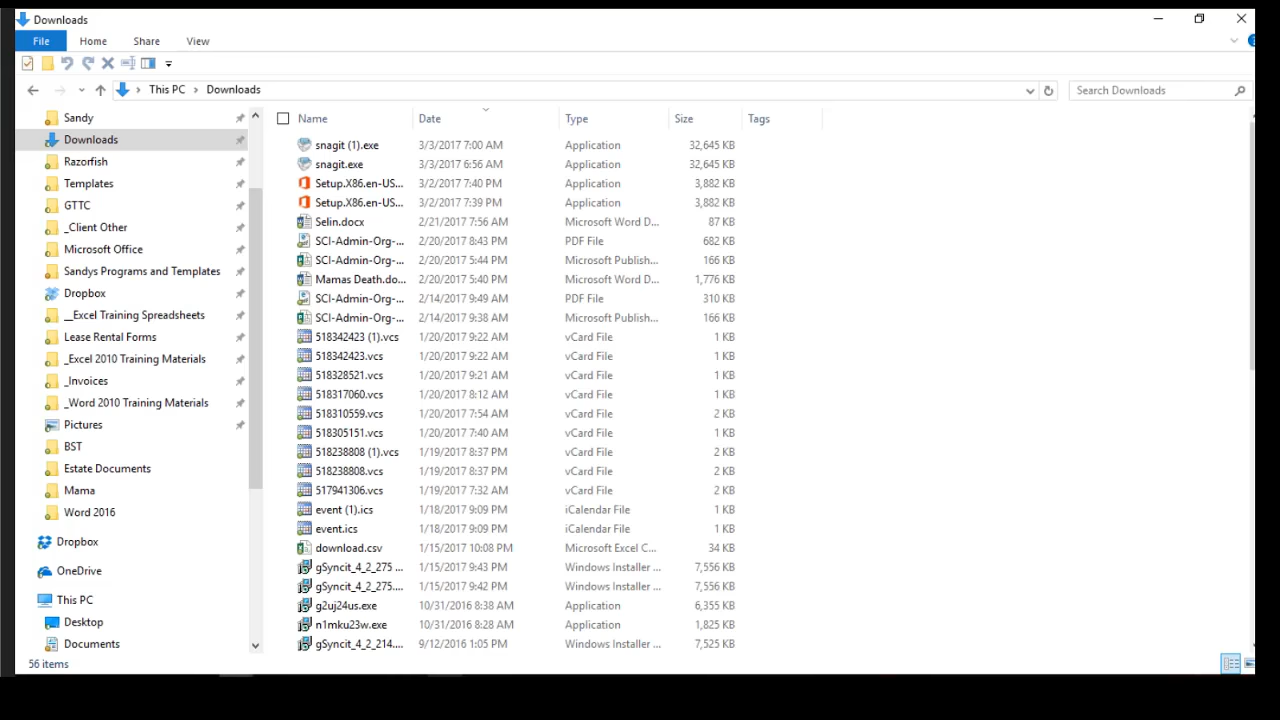 Downloads
File Home Share View
This PC Downloads
Search Downloads
Sandy
Downloads
Razorfish
Templates
GTTC
_Client Other
Microsoft Office
Sandys Programs and Templates
Dropbox
__Excel Training Spreadsheets
Lease Rental Forms
_Excel 2010 Training Materials
_Invoices
_Word 2010 Training Materials
Pictures
BST
Estate Documents
Mama
Word 2016
Dropbox
OneDrive
This PC
Desktop
Documents
Name Date Type Size Tags
snagit (1).exe 3/3/2017 7:00 AM Application 32,645 KB
snagit.exe 3/3/2017 6:56 AM Application 32,645 KB
Setup.X86.en-US... 3/2/2017 7:40 PM Application 3,882 KB
Setup.X86.en-US... 3/2/2017 7:39 PM Application 3,882 KB
Selin.docx 2/21/2017 7:56 AM Microsoft Word D... 87 KB
SCI-Admin-Org-... 2/20/2017 8:43 PM PDF File 682 KB
SCI-Admin-Org-... 2/20/2017 5:44 PM Microsoft Publish... 166 KB
Mamas Death.do... 2/20/2017 5:40 PM Microsoft Word D... 1,776 KB
SCI-Admin-Org-... 2/14/2017 9:49 AM PDF File 310 KB
SCI-Admin-Org-... 2/14/2017 9:38 AM Microsoft Publish... 166 KB
518342423 (1).vcs 1/20/2017 9:22 AM vCard File 1 KB
518342423.vcs 1/20/2017 9:22 AM vCard File 1 KB
518328521.vcs 1/20/2017 9:21 AM vCard File 1 KB
518317060.vcs 1/20/2017 8:12 AM vCard File 1 KB
518310559.vcs 1/20/2017 7:54 AM vCard File 2 KB
518305151.vcs 1/20/2017 7:40 AM vCard File 2 KB
518238808 (1).vcs 1/19/2017 8:37 PM vCard File 2 KB
518238808.vcs 1/19/2017 8:37 PM vCard File 2 KB
517941306.vcs 1/19/2017 7:32 AM vCard File 2 KB
event (1).ics 1/18/2017 9:09 PM iCalendar File 1 KB
event.ics 1/18/2017 9:09 PM iCalendar File 1 KB
download.csv 1/15/2017 10:08 PM Microsoft Excel C... 34 KB
gSyncit_4_2_275 ... 1/15/2017 9:43 PM Windows Installer ... 7,556 KB
gSyncit_4_2_275.... 1/15/2017 9:42 PM Windows Installer ... 7,556 KB
g2uj24us.exe 10/31/2016 8:38 AM Application 6,355 KB
n1mku23w.exe 10/31/2016 8:28 AM Application 1,825 KB
gSyncit_4_2_214.... 9/12/2016 1:05 PM Windows Installer ... 7,525 KB
56 items